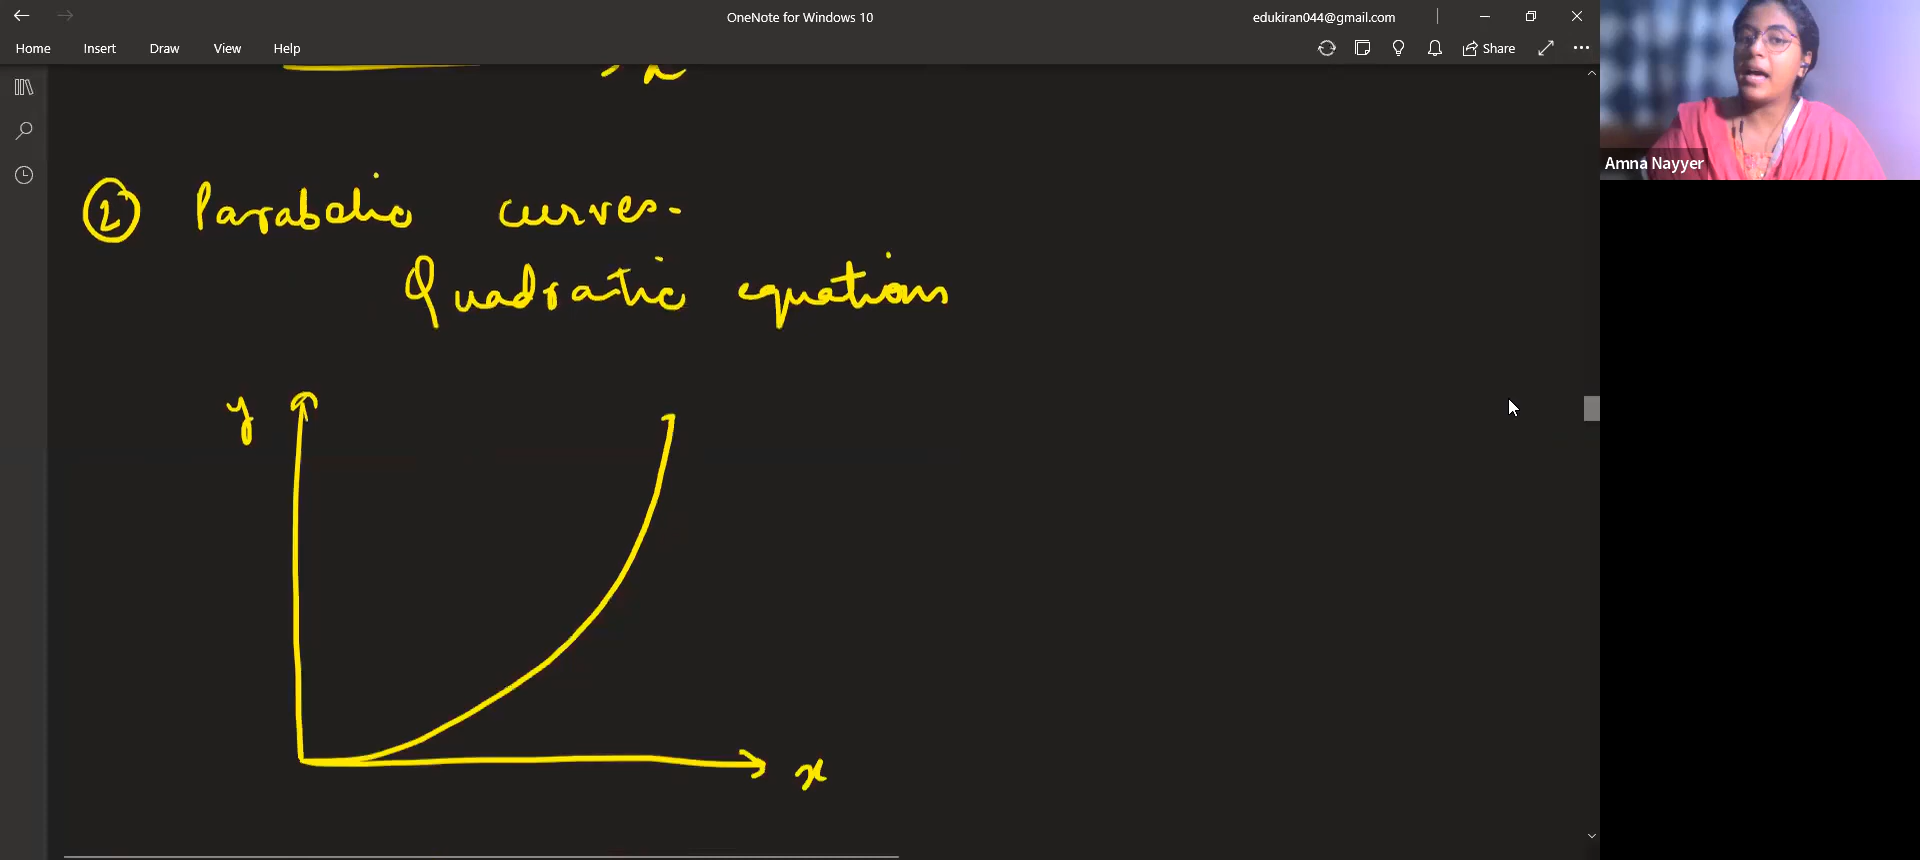 OneNote for Windows 10
edukiran044@gmail.com
Home Insert Draw View Help
Share
Amna Nayyer
② Parabolic curves.
Quadratic equations
y
x